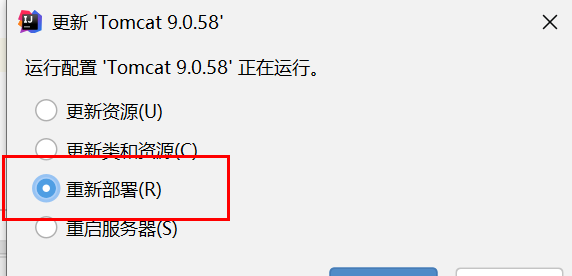 更新 'Tomcat 9.0.58'
运行配置 'Tomcat 9.0.58' 正在运行。
更新资源(U)
更新类和资源(C)
重新部署(R)
重启服务器(S)